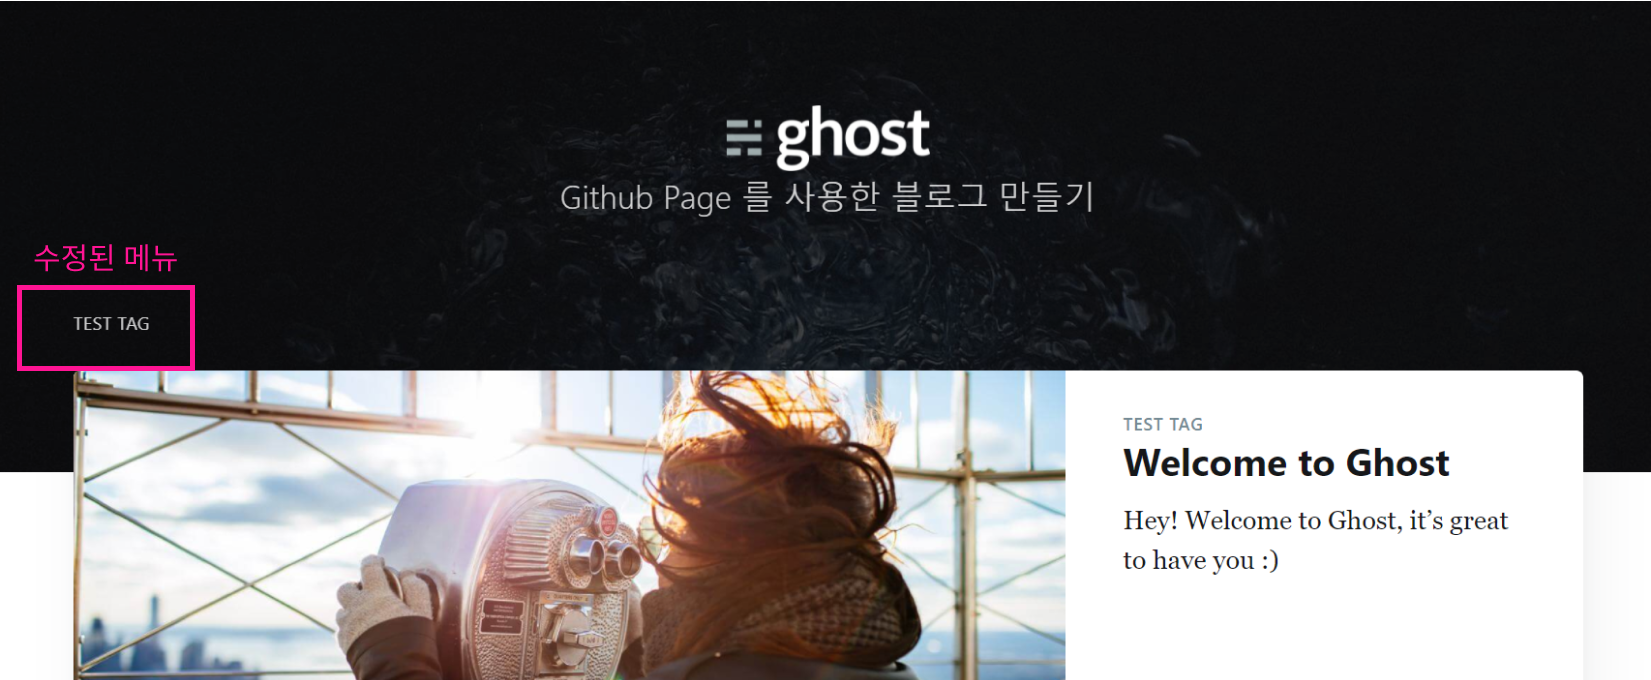 ghost
Github Page 를 사용한 블로그 만들기
수정된 메뉴
TEST TAG
TEST TAG
Welcome to Ghost
Hey! Welcome to Ghost, it’s great
to have you :)